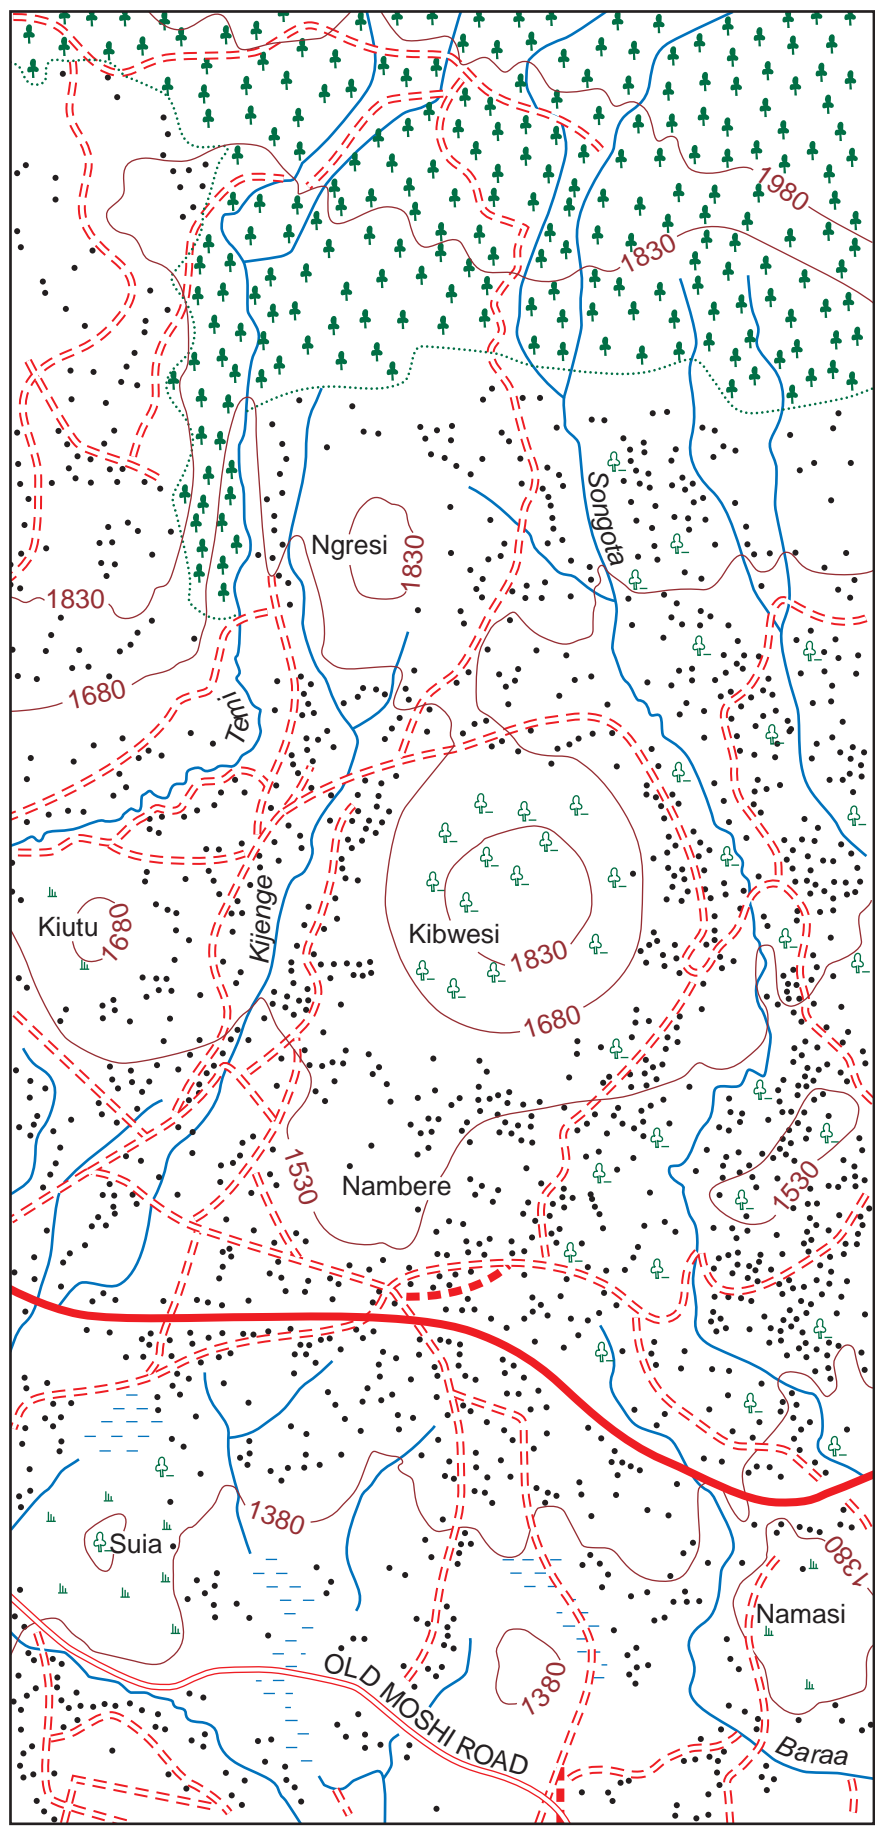 1980
1830
Songota
Ngresi
1830
1830
1680
Temi
Kijenge
Kiutu
1680
Kibwesi
1830
1680
1530
Nambere
1530
1380
Suia
1380
Namasi
OLD MOSHI ROAD
1380
Baraa